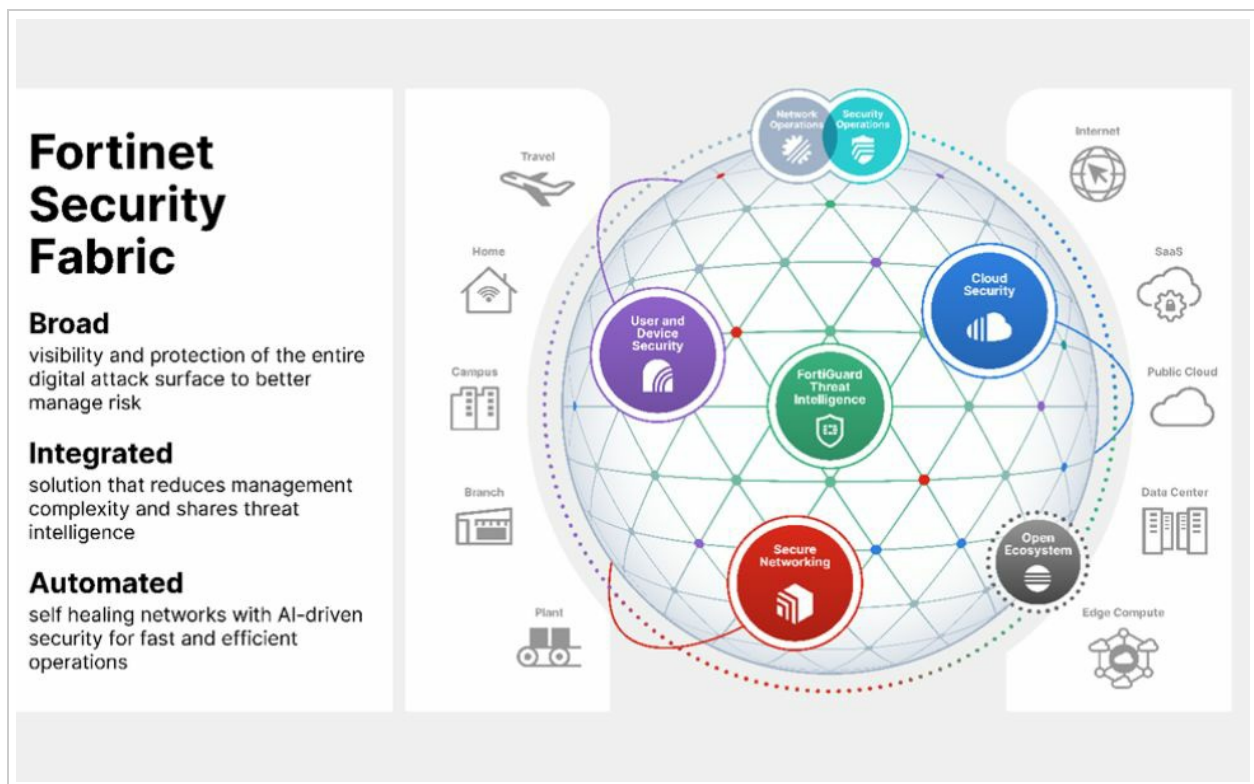 Fortinet
Security
Fabric
Broad
visibility and protection of the entire
digital attack surface to better
manage risk
Integrated
solution that reduces management
complexity and shares threat
intelligence
Automated
self healing networks with AI-driven
security for fast and efficient
operations
Travel
Home
Campus
Branch
Plant
Network
Operations
Security
Operations
User and
Device
Security
Cloud
Security
FortiGuard
Threat
Intelligence
Secure
Networking
Open
Ecosystem
Internet
SaaS
Public Cloud
Data Center
Edge Compute